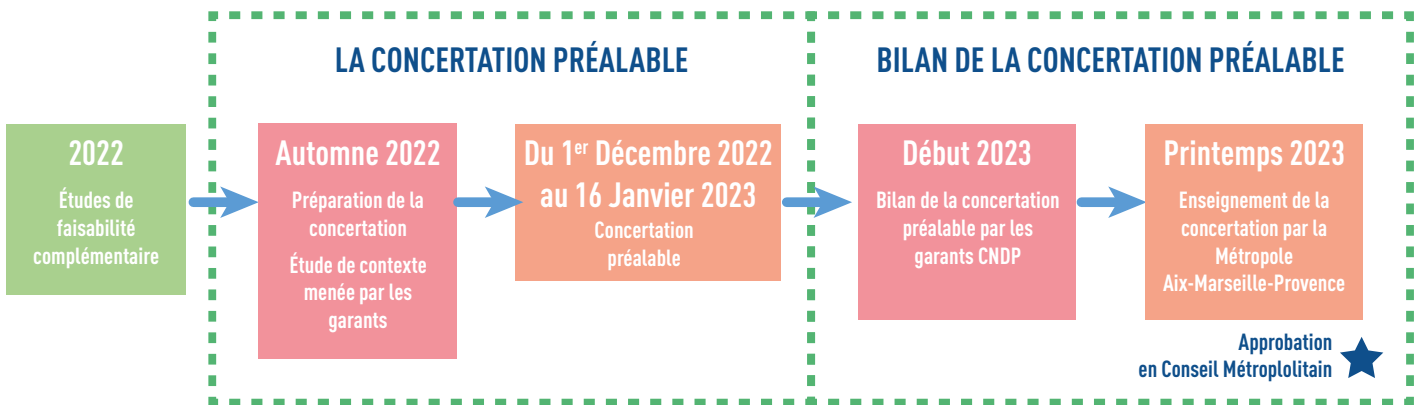 LA CONCERTATION PRÉALABLE
BILAN DE LA CONCERTATION PRÉALABLE
2022
Études de
faisabilité
complémentaire
Automne 2022
Préparation de la
concertation
Étude de contexte
menée par les
garants
Du 1er Décembre 2022
au 16 Janvier 2023
Concertation
préalable
Début 2023
Bilan de la concertation
préalable par les
garants CNDP
Printemps 2023
Enseignement de la
concertation par la
Métropole
Aix-Marseille-Provence
Approbation
en Conseil Métroplolitain